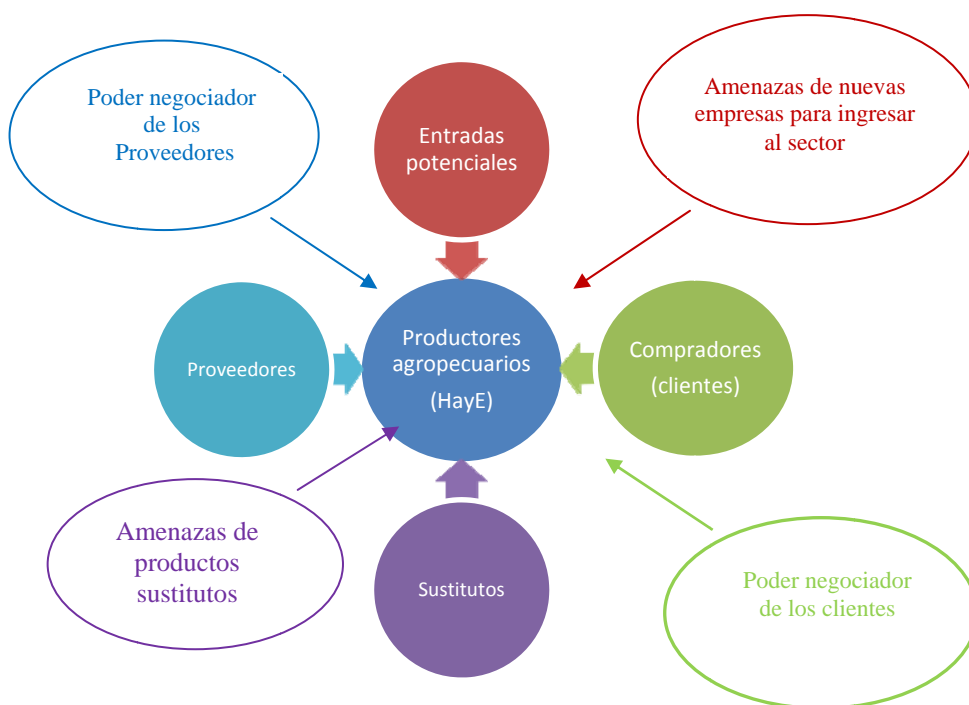 Poder negociador
de los
Proveedores
Entradas
potenciales
Amenazas de nuevas
empresas para ingresar
al sector
Proveedores
Productores
agropecuarios
(HayE)
Compradores
(clientes)
Amenazas de
productos
sustitutos
Sustitutos
Poder negociador
de los clientes